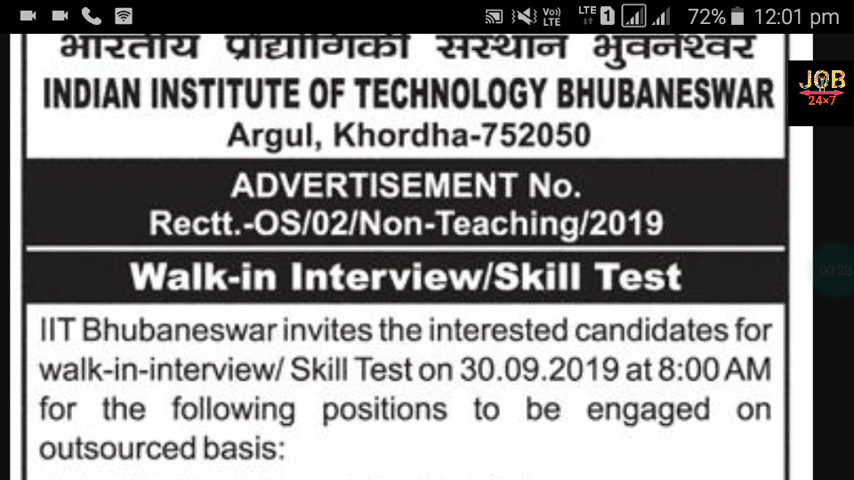 72% 12:01 pm
भारतीय प्रौद्योगिकी संस्थान भुवनेश्वर
INDIAN INSTITUTE OF TECHNOLOGY BHUBANESWAR
Argul, Khordha-752050
JOB
24×7
ADVERTISEMENT No.
Rectt.-OS/02/Non-Teaching/2019
Walk-in Interview/Skill Test
00:20
IIT Bhubaneswar invites the interested candidates for
walk-in-interview/ Skill Test on 30.09.2019 at 8:00 AM
for the following positions to be engaged on
outsourced basis: